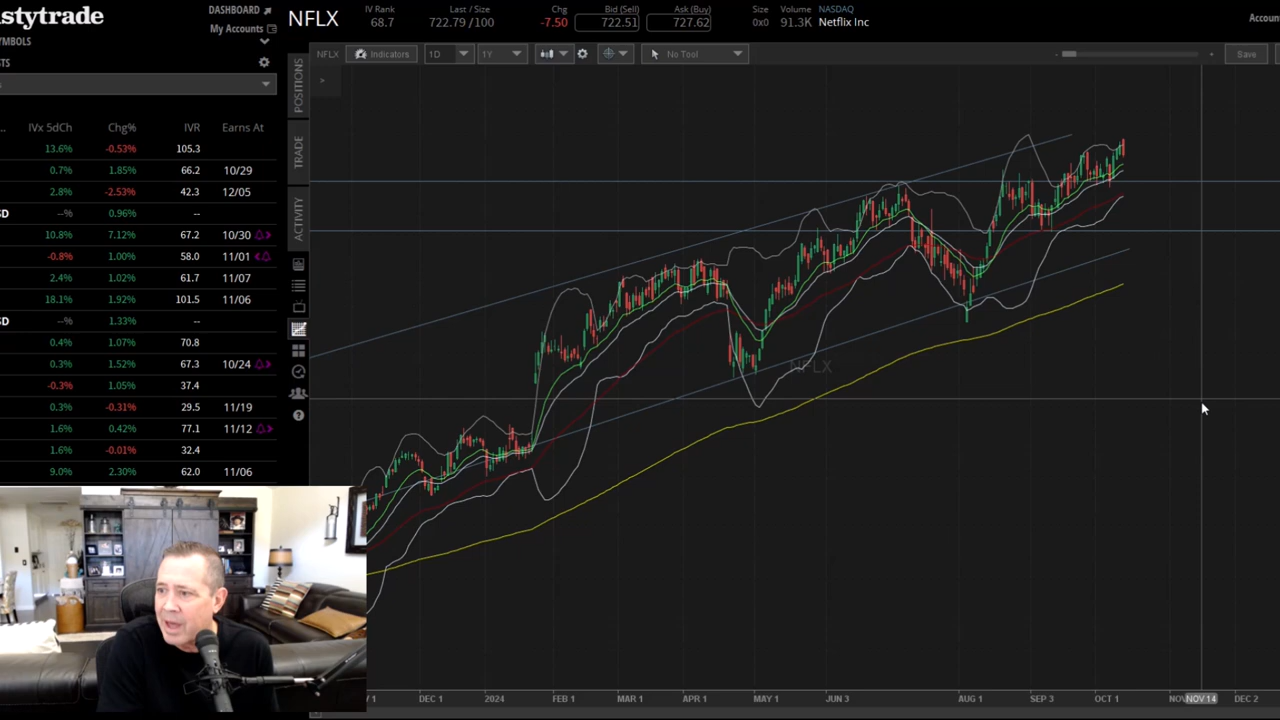 stytrade
DASHBOARD
My Accounts
YMBOLS
STS
s
NFLX
IV Rank
68.7
Last / Size
722.79 /100
Chg
-7.50
Bid (Sell)
722.51
Ask (Buy)
727.62
Size
0x0
Volume
91.3K
NASDAQ
Netflix Inc
Accoun
NFLX
Indicators
1D
1Y
No Tool
-
+
Save
POSITIONS
TRADE
ACTIVITY
... IVx 5dCh Chg% IVR Earns At
13.6% -0.53% 105.3
0.7% 1.85% 66.2 10/29
2.8% -2.53% 42.3 12/05
SD --% 0.96% --
10.8% 7.12% 67.2 10/30
-0.8% 1.00% 58.0 11/01
2.4% 1.02% 61.7 11/07
18.1% 1.92% 101.5 11/06
SD --% 1.33% --
0.4% 1.07% 70.8
0.3% 1.52% 67.3 10/24
-0.3% 1.05% 37.4
0.3% -0.31% 29.5 11/19
1.6% 0.42% 77.1 11/12
1.6% -0.01% 32.4
9.0% 2.30% 62.0 11/06
NFLX
V 1 DEC 1 2024 FEB 1 MAR 1 APR 1 MAY 1 JUN 3 AUG 1 SEP 3 OCT 1 NOV NOV 14 DEC 2